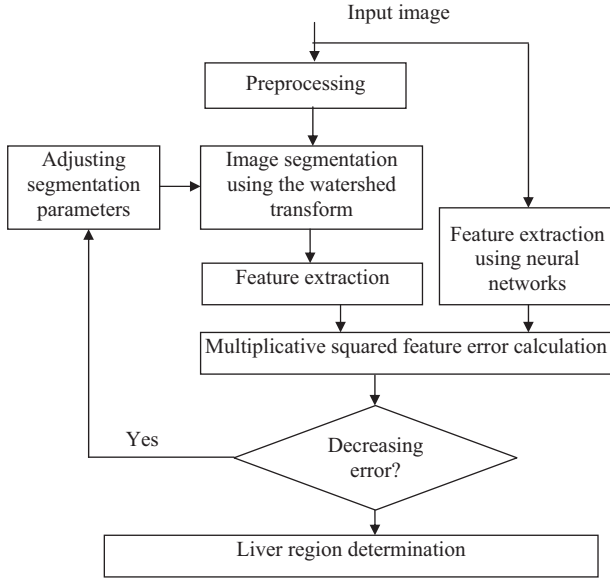 Input image
Preprocessing
Adjusting
segmentation
parameters
Image segmentation
using the watershed
transform
Feature extraction
using neural
networks
Feature extraction
Multiplicative squared feature error calculation
Yes
Decreasing
error?
Liver region determination